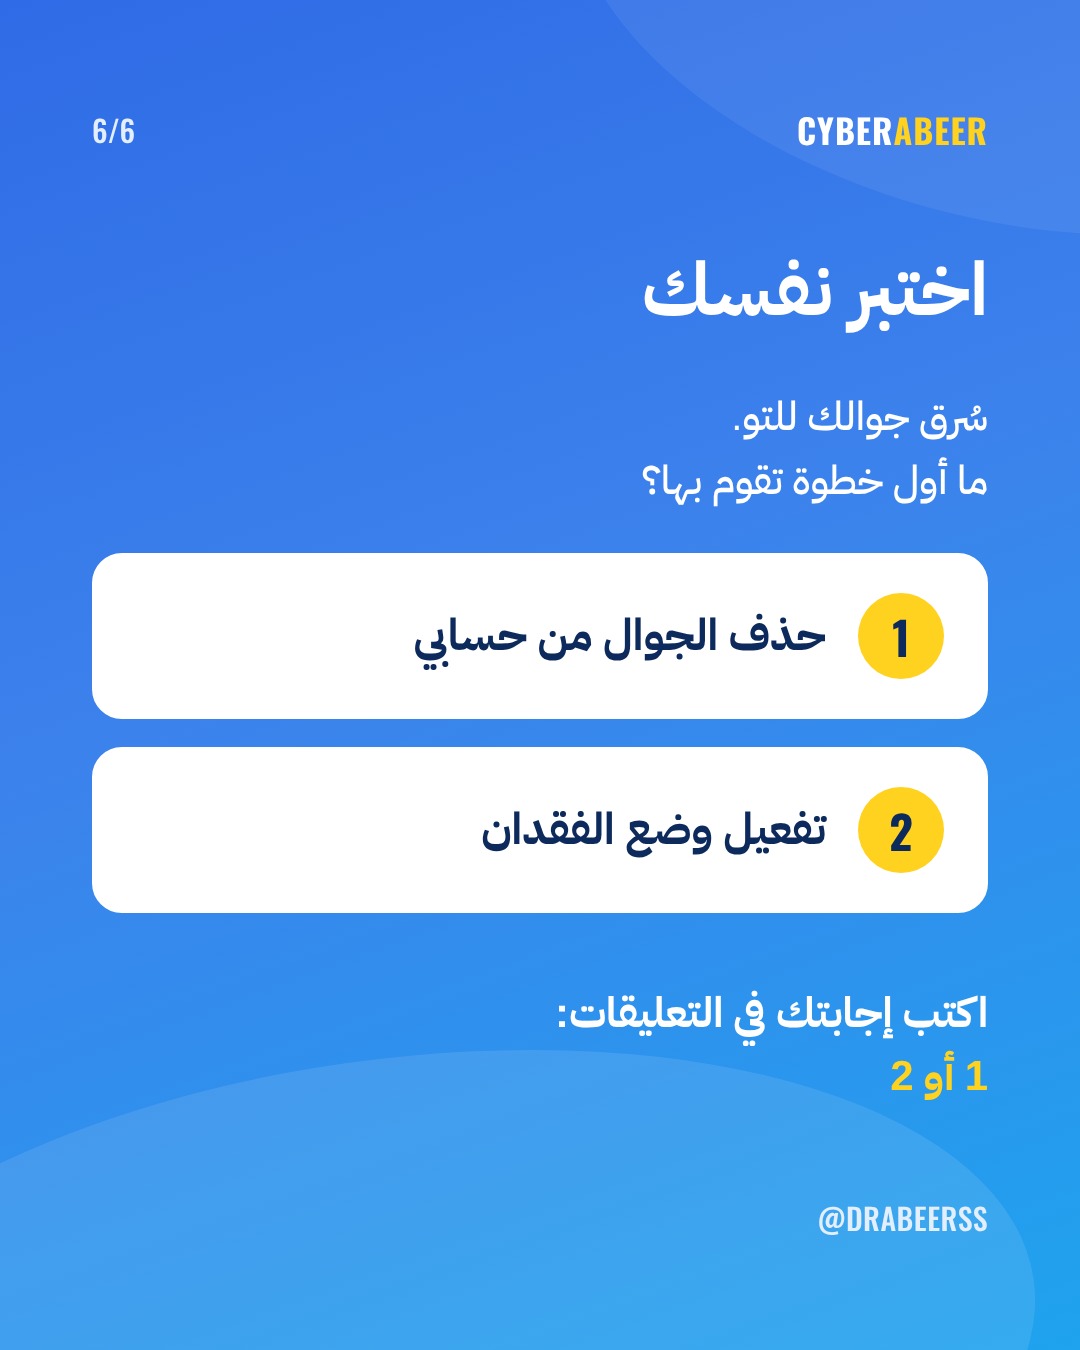 CYBERABEER
6/6
اختبر نفسك
سُرق جوالك للتو.
ما أول خطوة تقوم بها؟
1 حذف الجوال من حسابي
2 تفعيل وضع الفقدان
اكتب إجابتك في التعليقات:
1 أو 2
@DRABEERSS